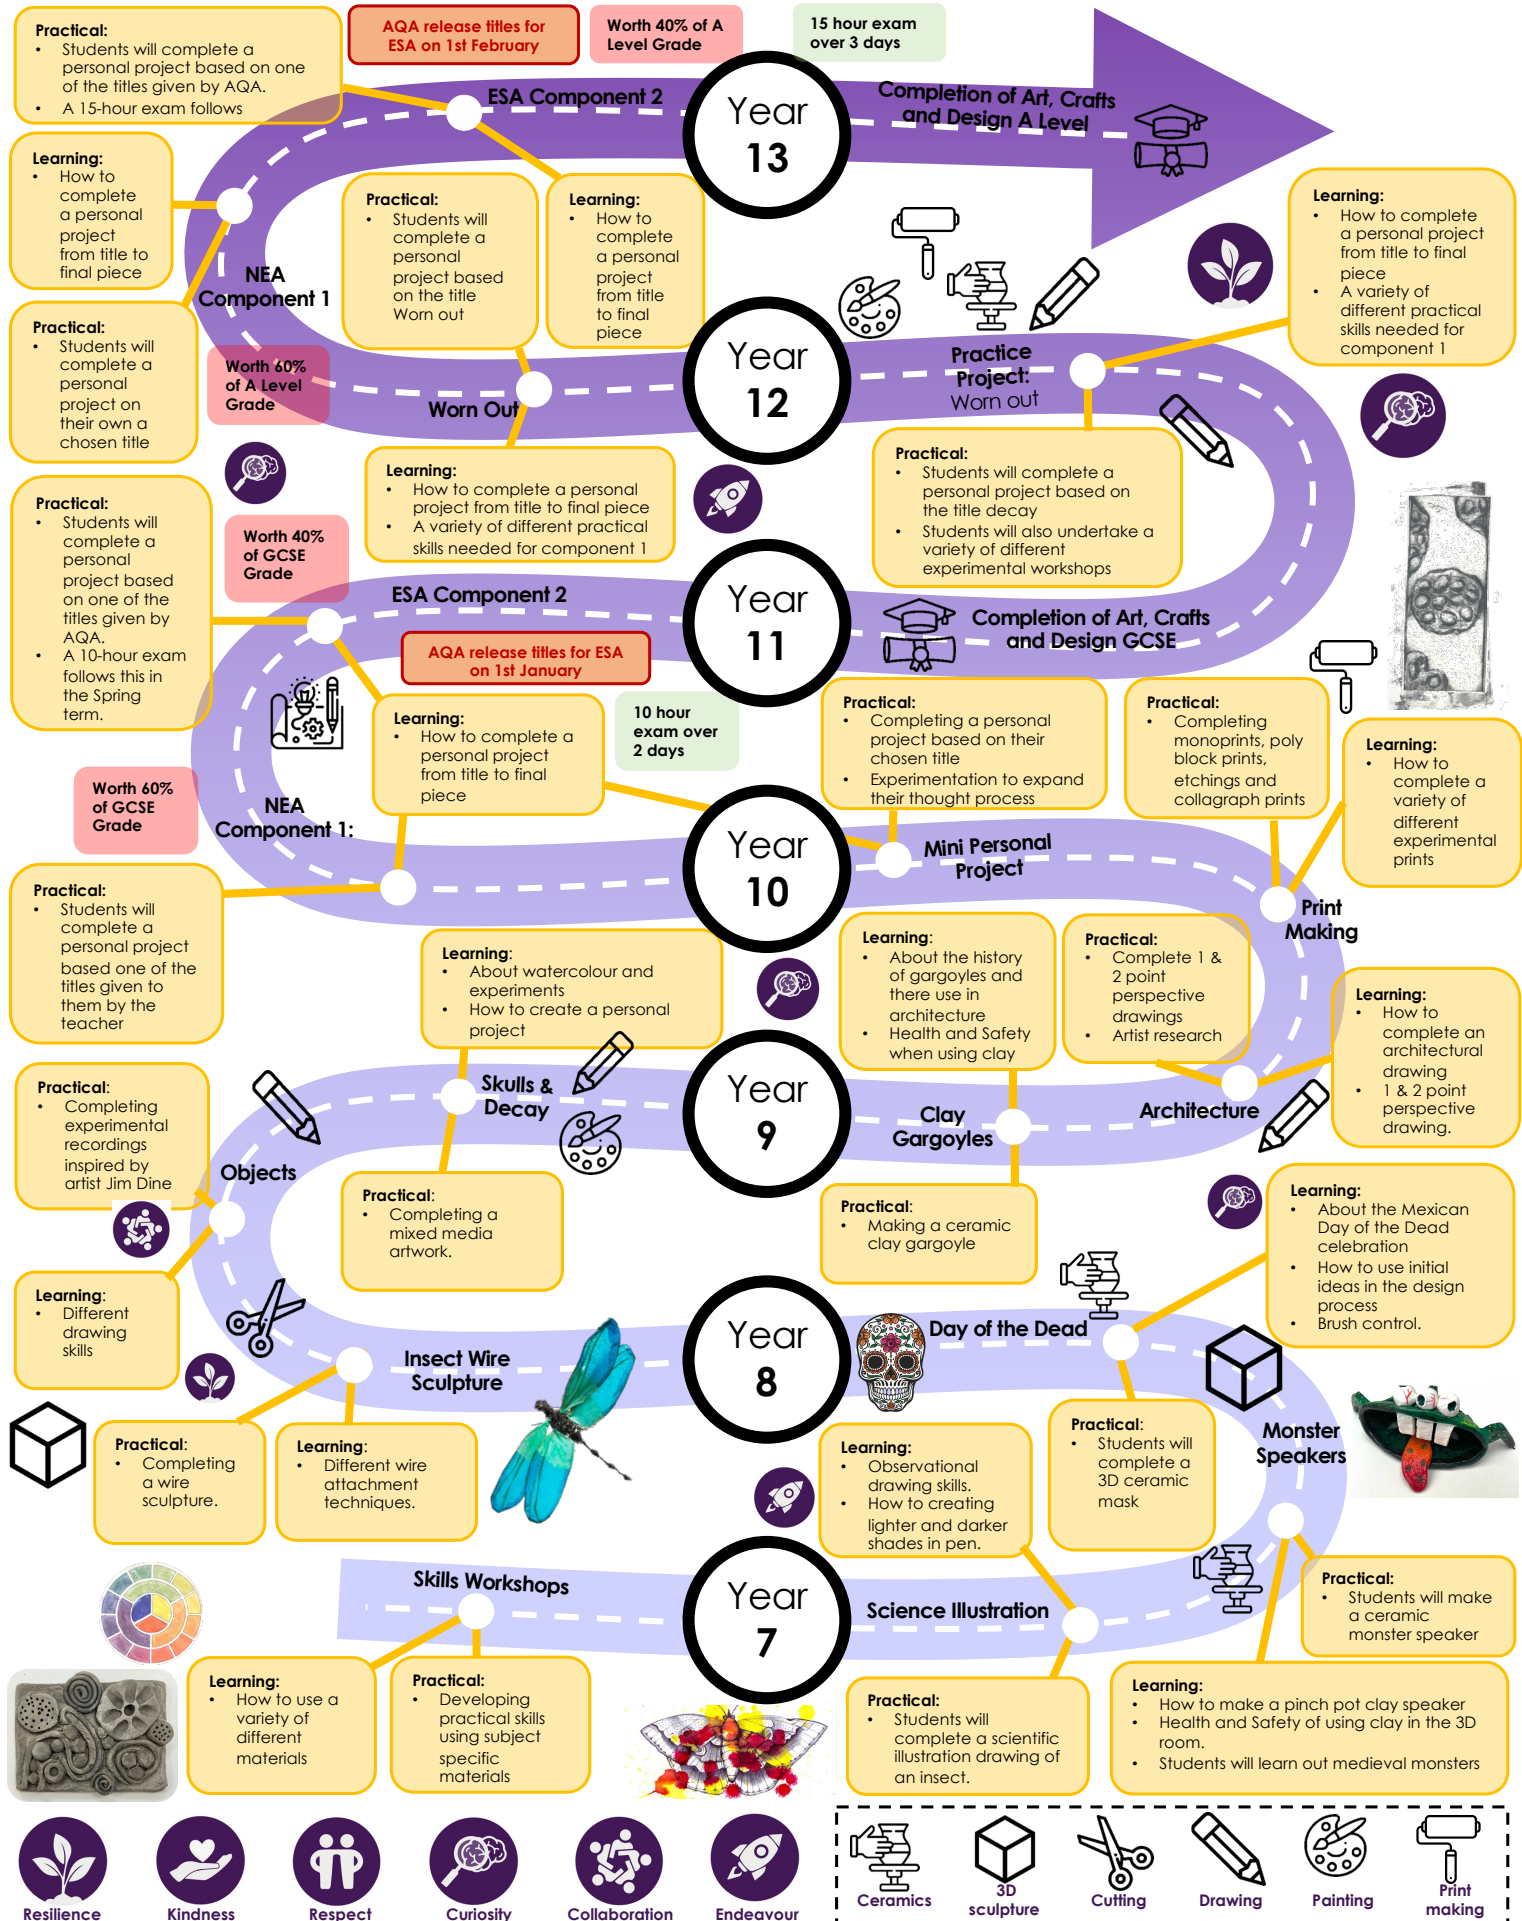 Practical:
• Students will complete a
personal project based on one
of the titles given by AQA.
• A 15-hour exam follows
AQA release titles for
ESA on 1st February
Worth 40% of A
Level Grade
15 hour exam
over 3 days
ESA Component 2
Year
13
Completion of Art, Crafts
and Design A Level
Learning:
• How to
complete
a personal
project
from title to
final piece
Practical:
• Students will
complete a
personal
project based
on the title
Worn out
Learning:
• How to
complete
a personal
project
from title
to final
piece
Learning:
• How to complete
a personal project
from title to final
piece
• A variety of
different practical
skills needed for
component 1
NEA
Component 1
Practical:
• Students will
complete a
personal
project on
their own a
chosen title
Worth 60%
of A Level
Grade
Worn Out
Year
12
Practice
Project:
Worn out
Learning:
• How to complete a personal
project from title to final piece
• A variety of different practical
skills needed for component 1
Practical:
• Students will complete a
personal project based on
the title decay
• Students will also undertake a
variety of different
experimental workshops
Practical:
• Students will
complete a
personal
project based
on one of the
titles given by
AQA.
• A 10-hour exam
follows this in
the Spring
term.
Worth 40%
of GCSE
Grade
ESA Component 2
Year
11
Completion of Art, Crafts
and Design GCSE
AQA release titles for ESA
on 1st January
Learning:
• How to complete a
personal project
from title to final
piece
10 hour
exam over
2 days
Practical:
• Completing a personal
project based on their
chosen title
• Experimentation to expand
their thought process
Practical:
• Completing
monoprints, poly
block prints,
etchings and
collagraph prints
Learning:
• How to
complete a
variety of
different
experimental
prints
Worth 60%
of GCSE
Grade
NEA
Component 1:
Year
10
Mini Personal
Project
Print
Making
Practical:
• Students will
complete a
personal project
based one of the
titles given to
them by the
teacher
Learning:
• About watercolour and
experiments
• How to create a personal
project
Learning:
• About the history
of gargoyles and
there use in
architecture
• Health and Safety
when using clay
Practical:
• Complete 1 &
2 point
perspective
drawings
• Artist research
Learning:
• How to
complete an
architectural
drawing
• 1 & 2 point
perspective
drawing.
Practical:
• Completing
experimental
recordings
inspired by
artist Jim Dine
Skulls &
Decay
Year
9
Clay
Gargoyles
Architecture
Objects
Practical:
• Completing a
mixed media
artwork.
Practical:
• Making a ceramic
clay gargoyle
Learning:
• About the Mexican
Day of the Dead
celebration
• How to use initial
ideas in the design
process
• Brush control.
Learning:
• Different
drawing
skills
Insect Wire
Sculpture
Year
8
Day of the Dead
Monster
Speakers
Practical:
• Completing
a wire
sculpture.
Learning:
• Different wire
attachment
techniques.
Learning:
• Observational
drawing skills.
• How to creating
lighter and darker
shades in pen.
Practical:
• Students will
complete a
3D ceramic
mask
Skills Workshops
Year
7
Science Illustration
Practical:
• Students will make
a ceramic
monster speaker
Learning:
• How to use a
variety of
different
materials
Practical:
• Developing
practical skills
using subject
specific
materials
Practical:
• Students will
complete a scientific
illustration drawing of
an insect.
Learning:
• How to make a pinch pot clay speaker
• Health and Safety of using clay in the 3D
room.
• Students will learn out medieval monsters
Resilience
Kindness
Respect
Curiosity
Collaboration
Endeavour
Ceramics
3D
sculpture
Cutting
Drawing
Painting
Print
making